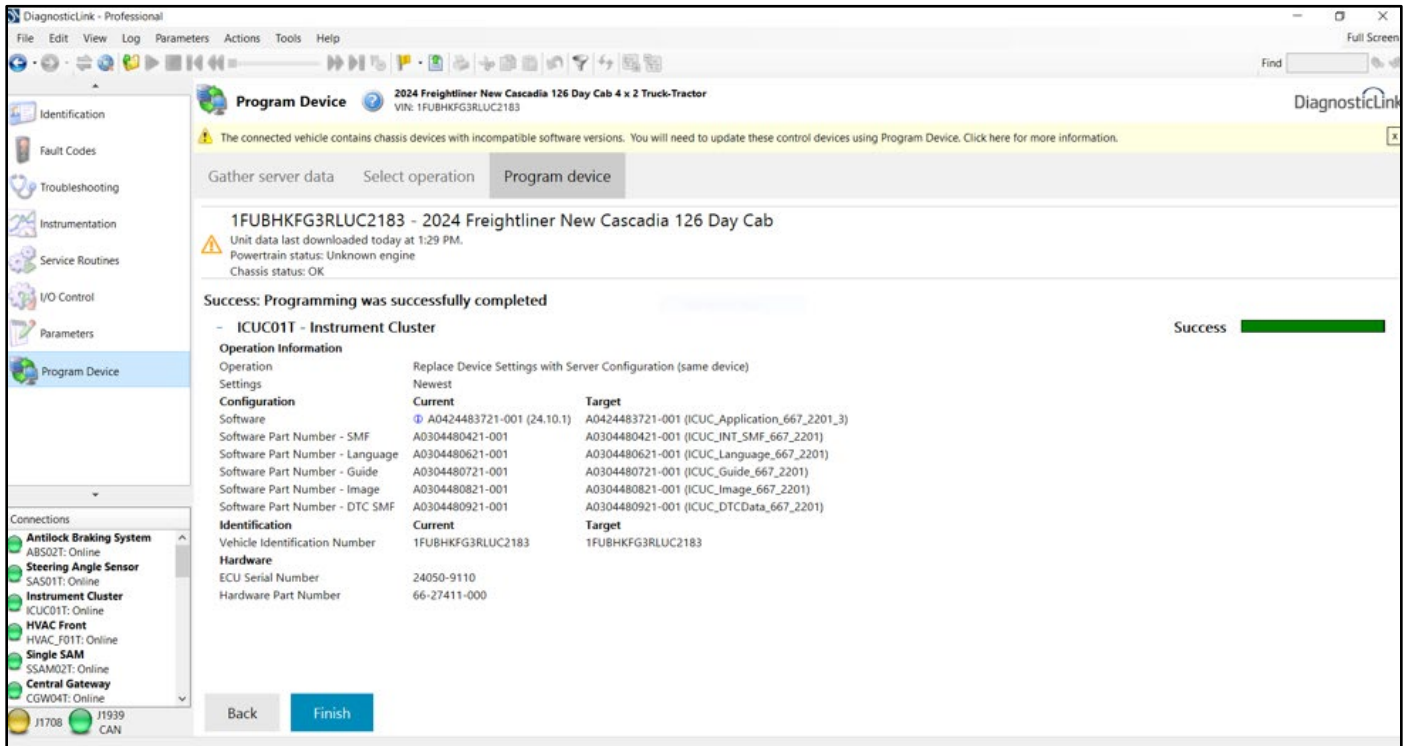 DiagnosticLink - Professional
File Edit View Log Parameters Actions Tools Help Full Screen
Find
Identification
Fault Codes
Troubleshooting
Instrumentation
Service Routines
I/O Control
Parameters
Program Device
Connections
Antilock Braking System
ABS02T: Online
Steering Angle Sensor
SAS01T: Online
Instrument Cluster
ICUC01T: Online
HVAC Front
HVAC_F01T: Online
Single SAM
SSAM02T: Online
Central Gateway
CGW04T: Online
J1708 J1939
CAN
Program Device 2024 Freightliner New Cascadia 126 Day Cab 4 x 2 Truck-Tractor
VIN: 1FUBHKFG3RLUC2183
DiagnosticLink
The connected vehicle contains chassis devices with incompatible software versions. You will need to update these control devices using Program Device. Click here for more information. x
Gather server data Select operation Program device
1FUBHKFG3RLUC2183 - 2024 Freightliner New Cascadia 126 Day Cab
Unit data last downloaded today at 1:29 PM.
Powertrain status: Unknown engine
Chassis status: OK
Success: Programming was successfully completed
- ICUC01T - Instrument Cluster Success
Operation Information
Operation Replace Device Settings with Server Configuration (same device)
Settings Newest
Configuration Current Target
Software A0424483721-001 (24.10.1) A0424483721-001 (ICUC_Application_667_2201_3)
Software Part Number - SMF A0304480421-001 A0304480421-001 (ICUC_INT_SMF_667_2201)
Software Part Number - Language A0304480621-001 A0304480621-001 (ICUC_Language_667_2201)
Software Part Number - Guide A0304480721-001 A0304480721-001 (ICUC_Guide_667_2201)
Software Part Number - Image A0304480821-001 A0304480821-001 (ICUC_Image_667_2201)
Software Part Number - DTC SMF A0304480921-001 A0304480921-001 (ICUC_DTCData_667_2201)
Identification Current Target
Vehicle Identification Number 1FUBHKFG3RLUC2183 1FUBHKFG3RLUC2183
Hardware
ECU Serial Number 24050-9110
Hardware Part Number 66-27411-000
Back Finish